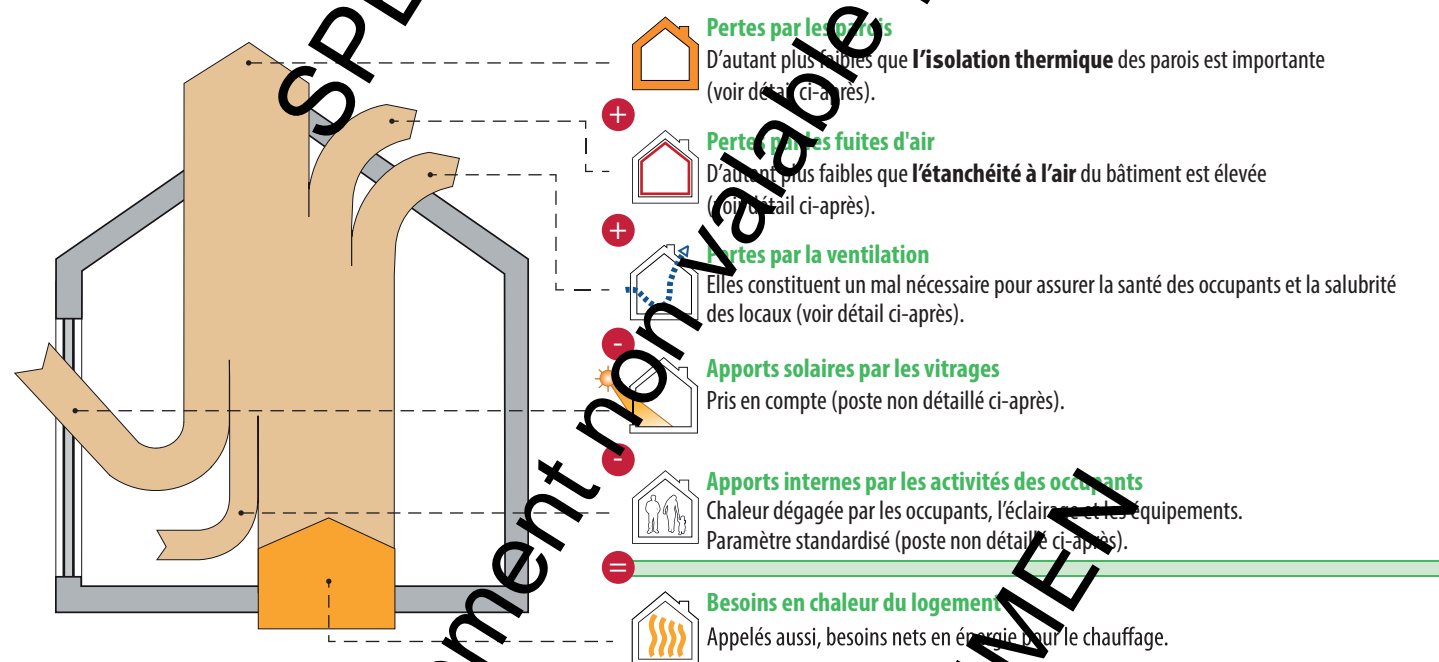 Pertes par les parois
D'autant plus faibles que l'isolation thermique des parois est importante
(voir détail ci-après).
+
Pertes par les fuites d'air
D'autant plus faibles que l'étanchéité à l'air du bâtiment est élevée
(voir détail ci-après).
+
Pertes par la ventilation
Elles constituent un mal nécessaire pour assurer la santé des occupants et la salubrité
des locaux (voir détail ci-après).
-
Apports solaires par les vitrages
Pris en compte (poste non détaillé ci-après).
-
Apports internes par les activités des occupants
Chaleur dégagée par les occupants, l'éclairage et les équipements.
Paramètre standardisé (poste non détaillé ci-après).
=
Besoins en chaleur du logement
Appelés aussi, besoins nets en énergie pour le chauffage.
SPE
ment non valable
MEN